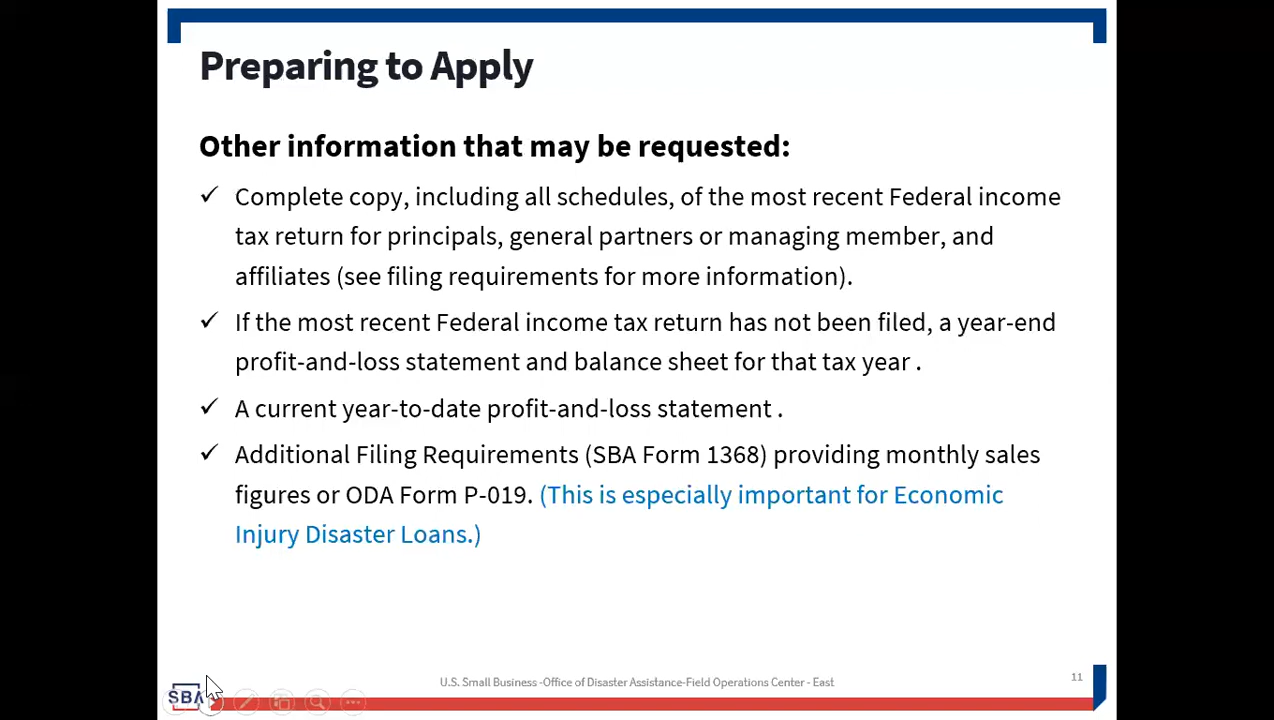 Preparing to Apply
Other information that may be requested:
✓ Complete copy, including all schedules, of the most recent Federal income
tax return for principals, general partners or managing member, and
affiliates (see filing requirements for more information).
✓ If the most recent Federal income tax return has not been filed, a year-end
profit-and-loss statement and balance sheet for that tax year .
✓ A current year-to-date profit-and-loss statement .
✓ Additional Filing Requirements (SBA Form 1368) providing monthly sales
figures or ODA Form P-019. (This is especially important for Economic
Injury Disaster Loans.)
U.S. Small Business -Office of Disaster Assistance-Field Operations Center - East
11
SBA